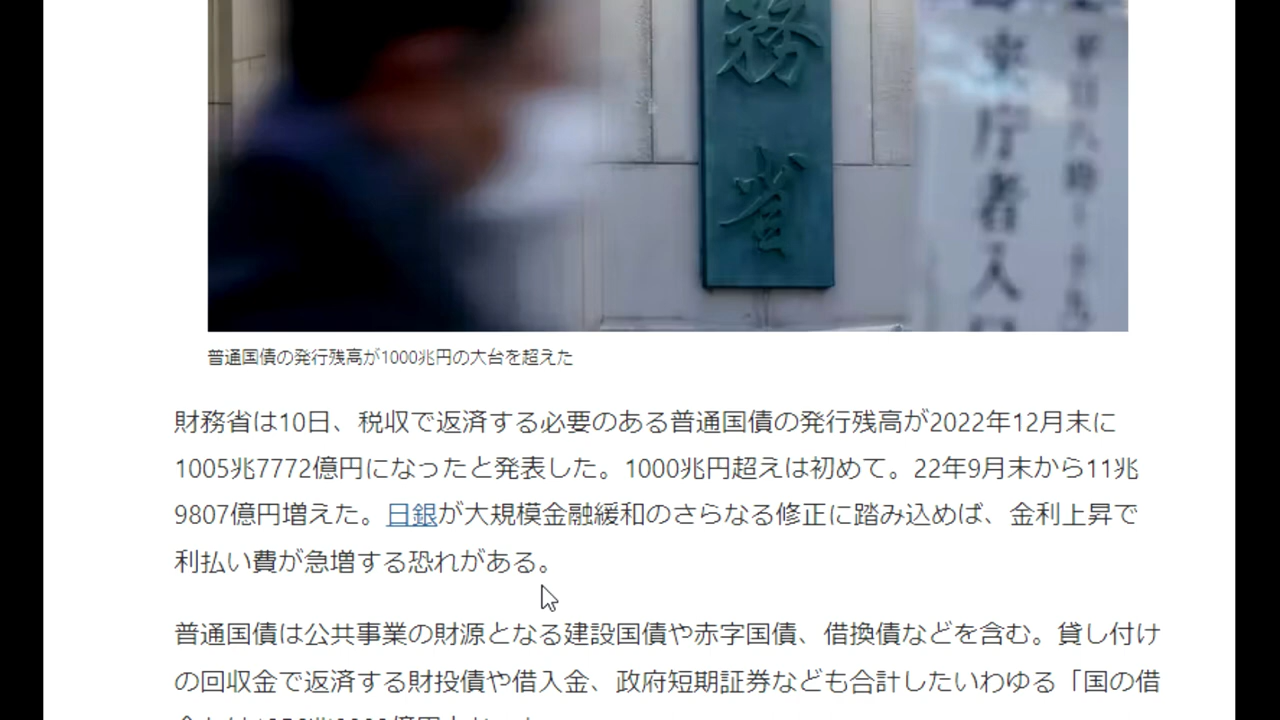 務省
京庁者入
普通国債の発行残高が1000兆円の大台を超えた
財務省は10日、税収で返済する必要のある普通国債の発行残高が2022年12月末に
1005兆7772億円になったと発表した。1000兆円超えは初めて。22年9月末から11兆
9807億円増えた。日銀が大規模金融緩和のさらなる修正に踏み込めば、金利上昇で
利払い費が急増する恐れがある。
普通国債は公共事業の財源となる建設国債や赤字国債、借換債などを含む。貸し付け
の回収金で返済する財投債や借入金、政府短期証券なども合計したいわゆる「国の借